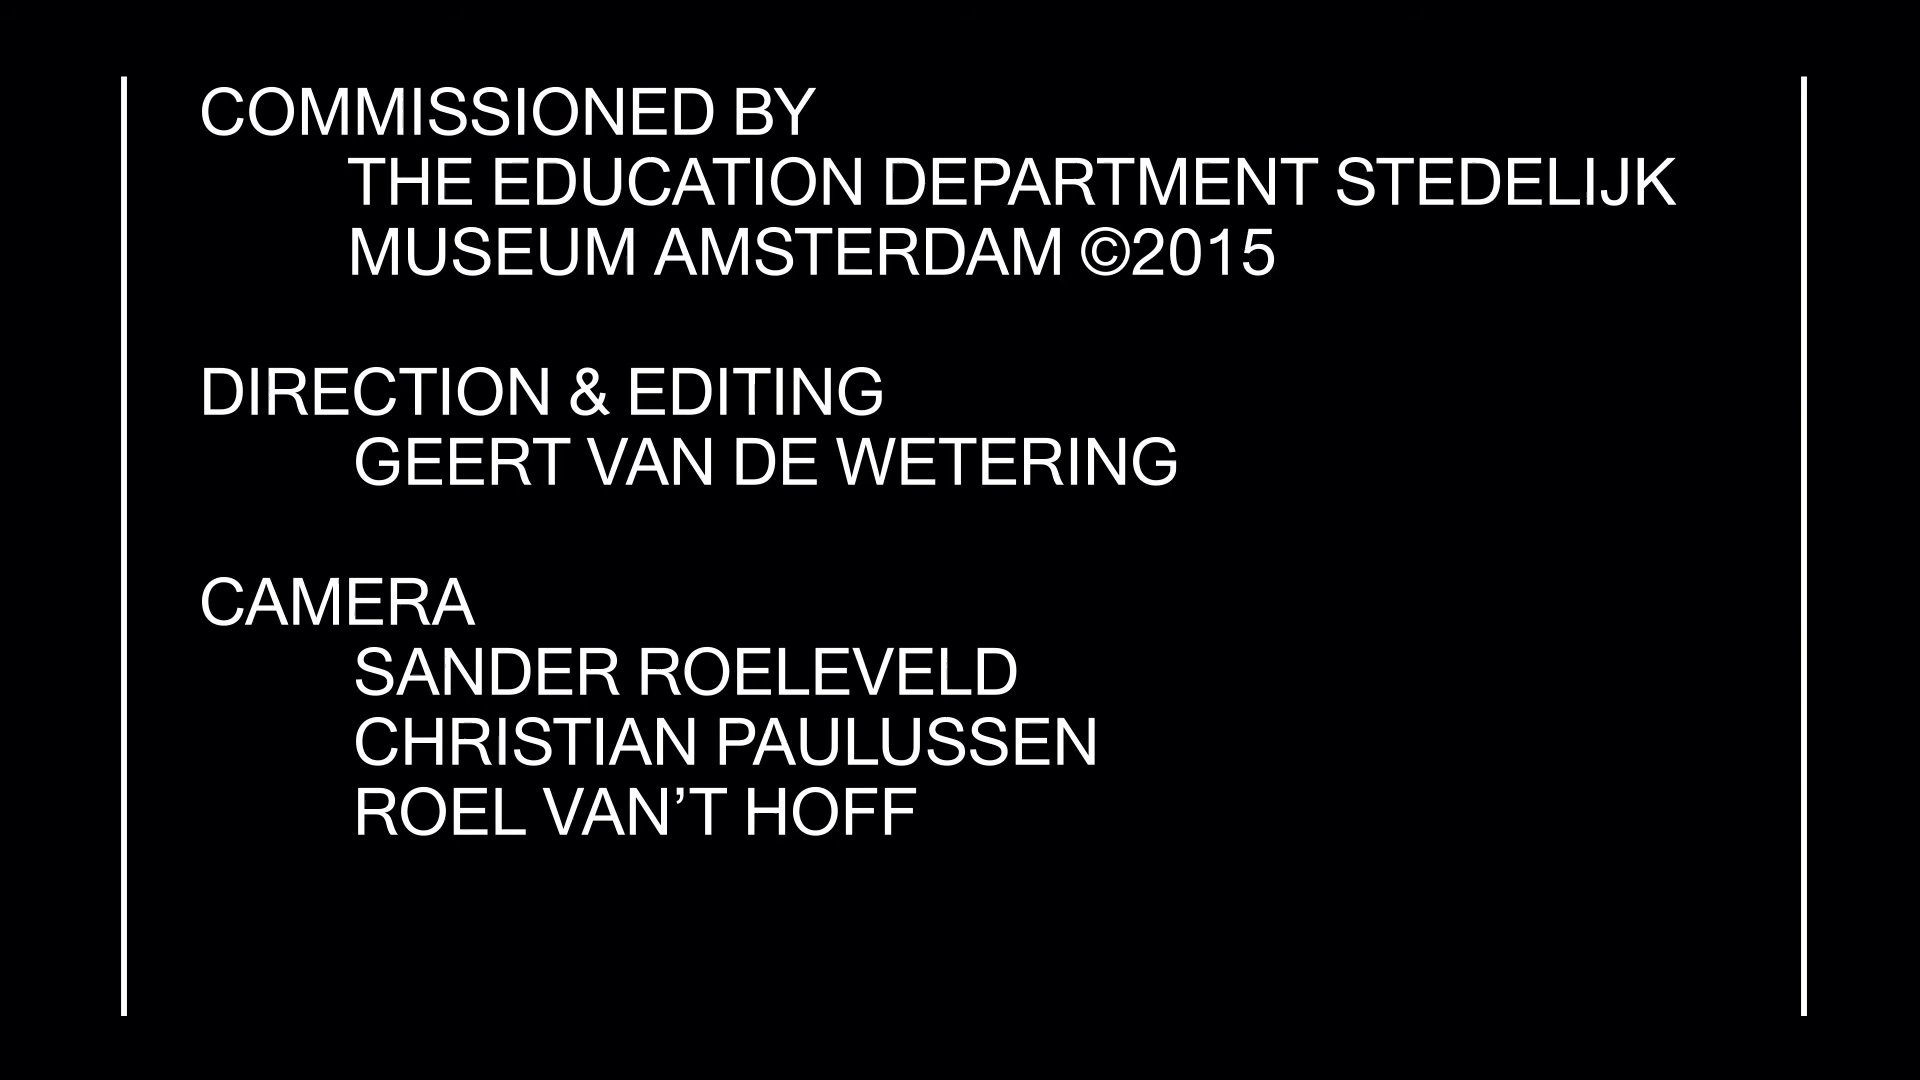 COMMISSIONED BY
THE EDUCATION DEPARTMENT STEDELIJK
MUSEUM AMSTERDAM ©2015
DIRECTION & EDITING
GEERT VAN DE WETERING
CAMERA
SANDER ROELEVELD
CHRISTIAN PAULUSSEN
ROEL VAN’T HOFF